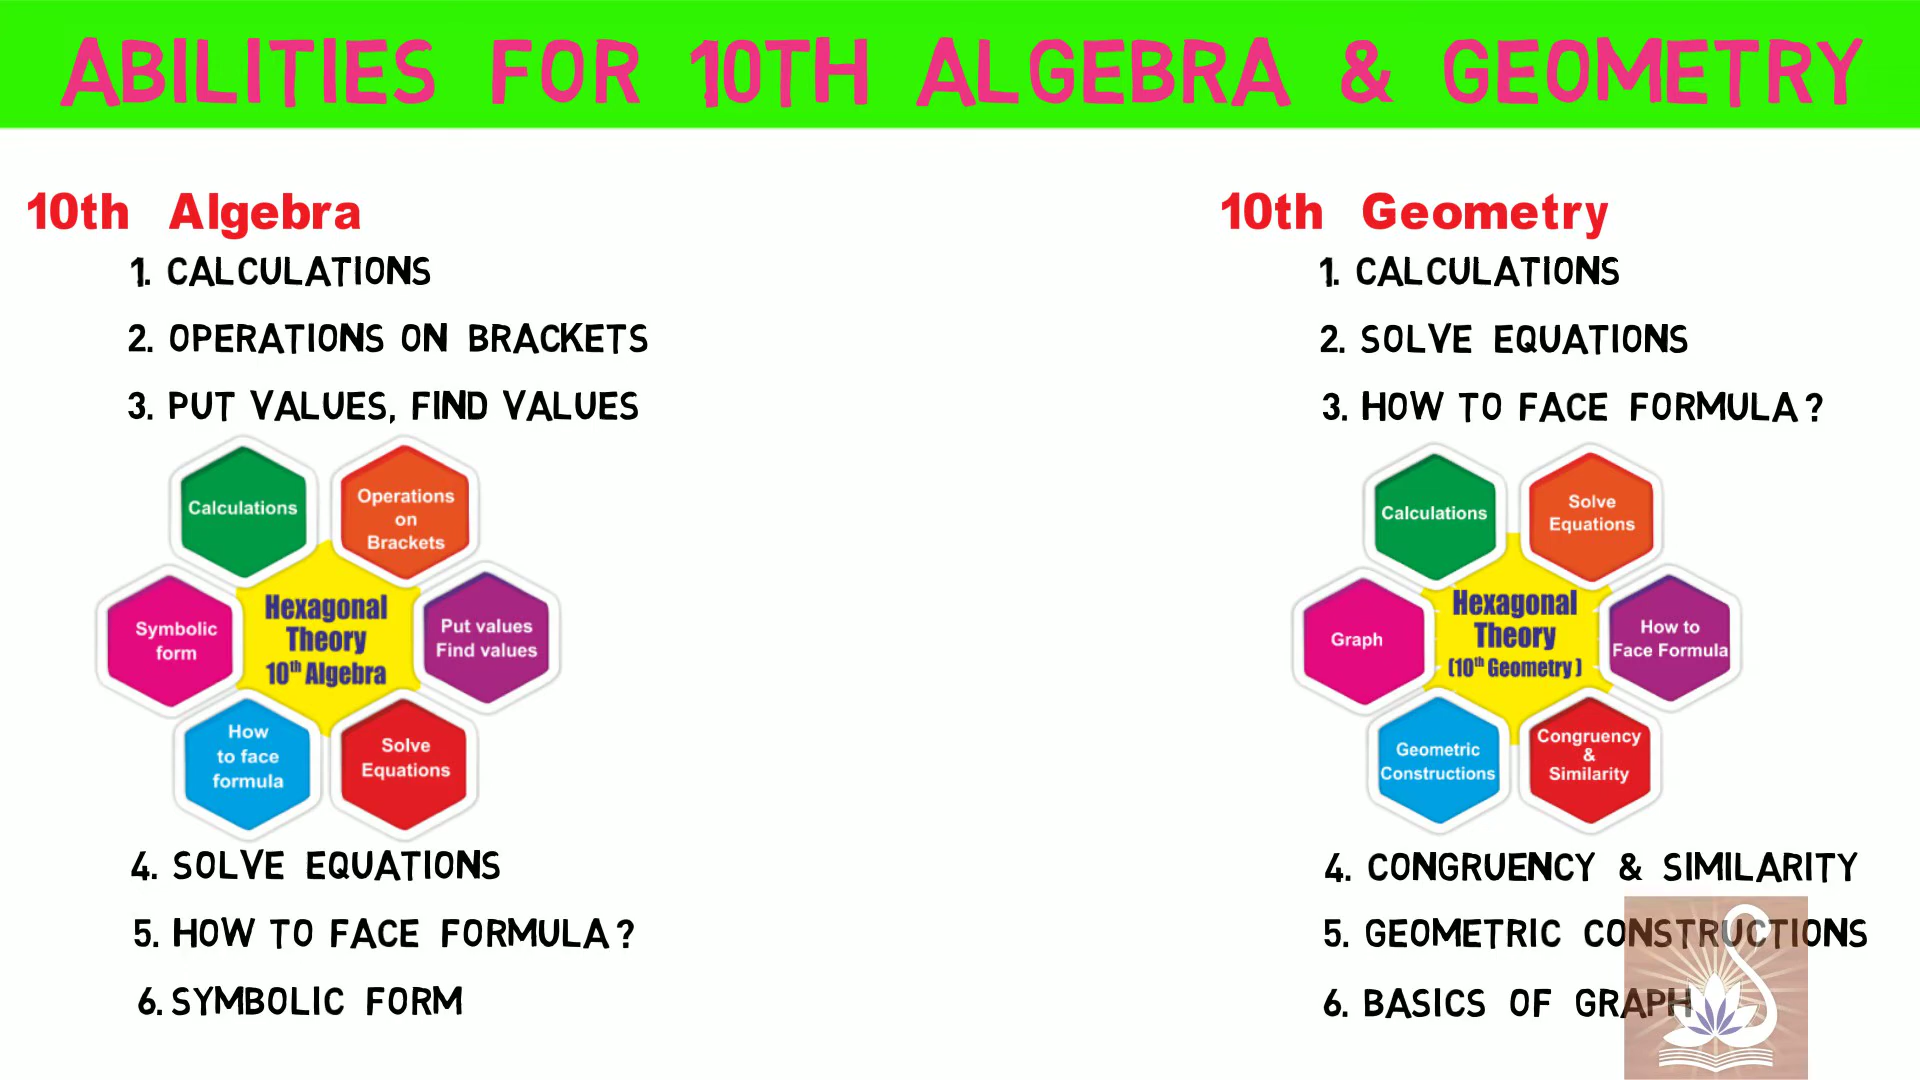 ABILITIES FOR 10TH ALGEBRA & GEOMETRY
10th Algebra
1. CALCULATIONS
2. OPERATIONS ON BRACKETS
3. PUT VALUES, FIND VALUES
Calculations
Operations
on
Brackets
Symbolic
form
Hexagonal
Theory
10th Algebra
Put values
Find values
How
to face
formula
Solve
Equations
4. SOLVE EQUATIONS
5. HOW TO FACE FORMULA?
6. SYMBOLIC FORM
10th Geometry
1. CALCULATIONS
2. SOLVE EQUATIONS
3. HOW TO FACE FORMULA?
Calculations
Solve
Equations
Graph
Hexagonal
Theory
(10th Geometry)
How to
Face Formula
Geometric
Constructions
Congruency
&
Similarity
4. CONGRUENCY & SIMILARITY
5. GEOMETRIC CONSTRUCTIONS
6. BASICS OF GRAPH